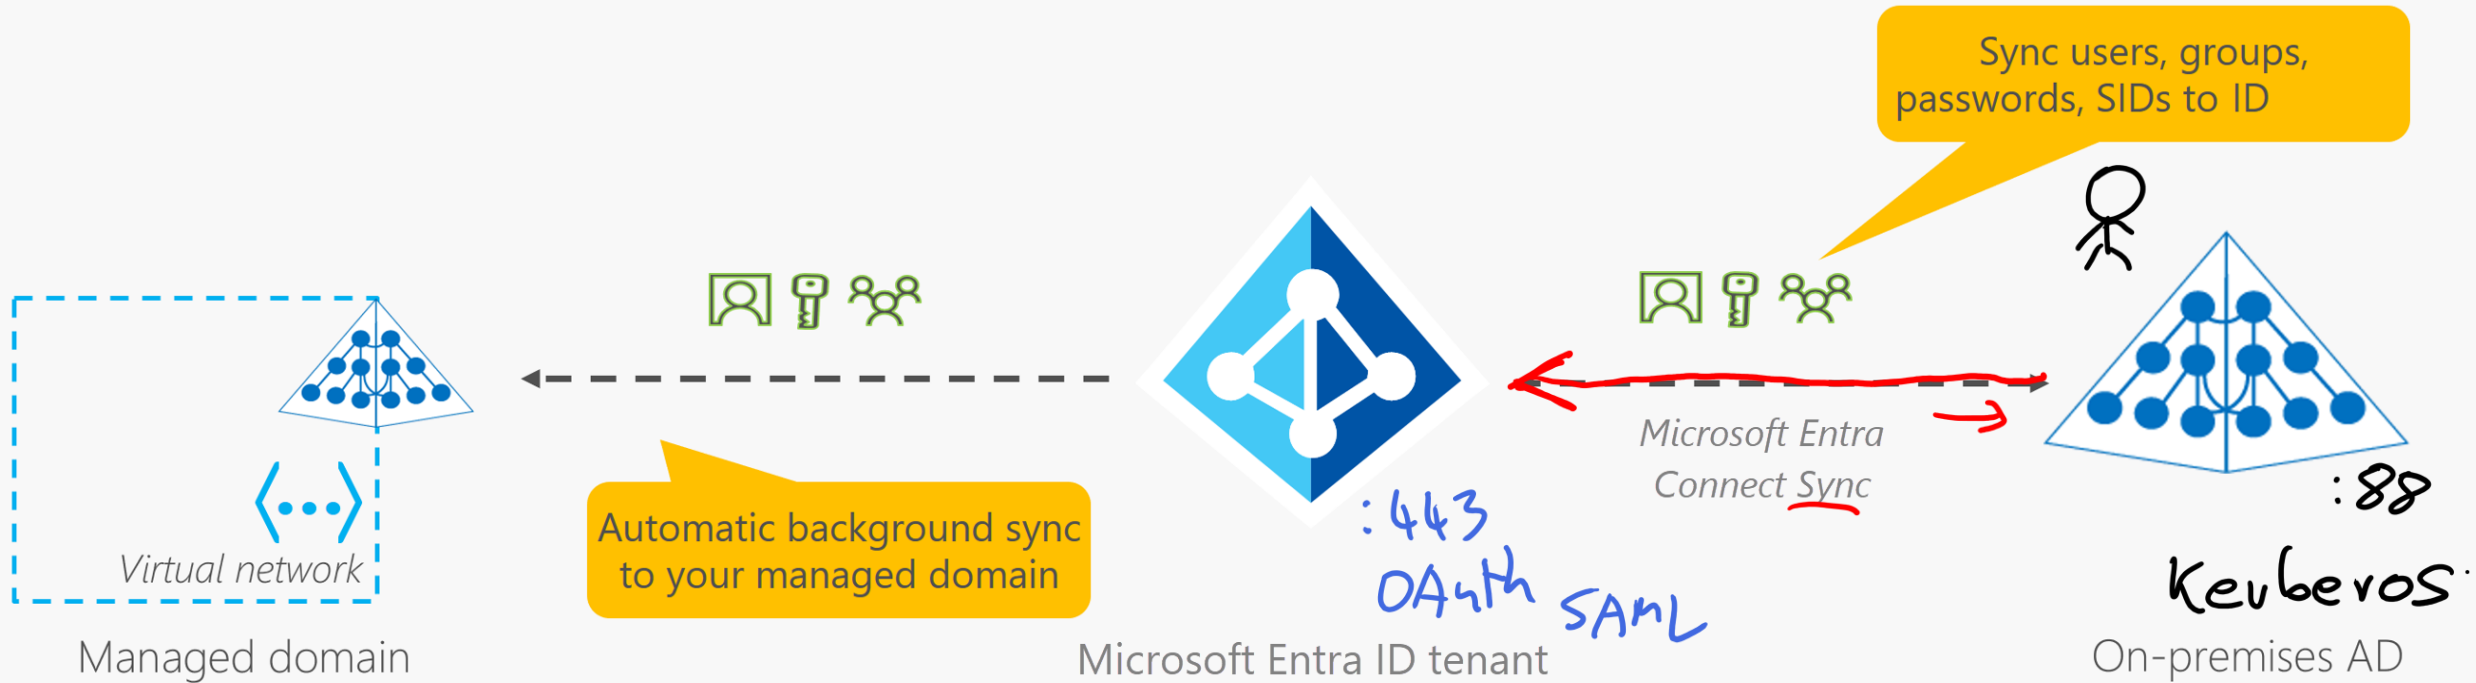 Sync users, groups,
passwords, SIDs to ID
Automatic background sync
to your managed domain
Virtual network
Managed domain
:443
OAuth
SAML
Microsoft Entra ID tenant
Microsoft Entra
Connect Sync
:88
Kerberos
On-premises AD